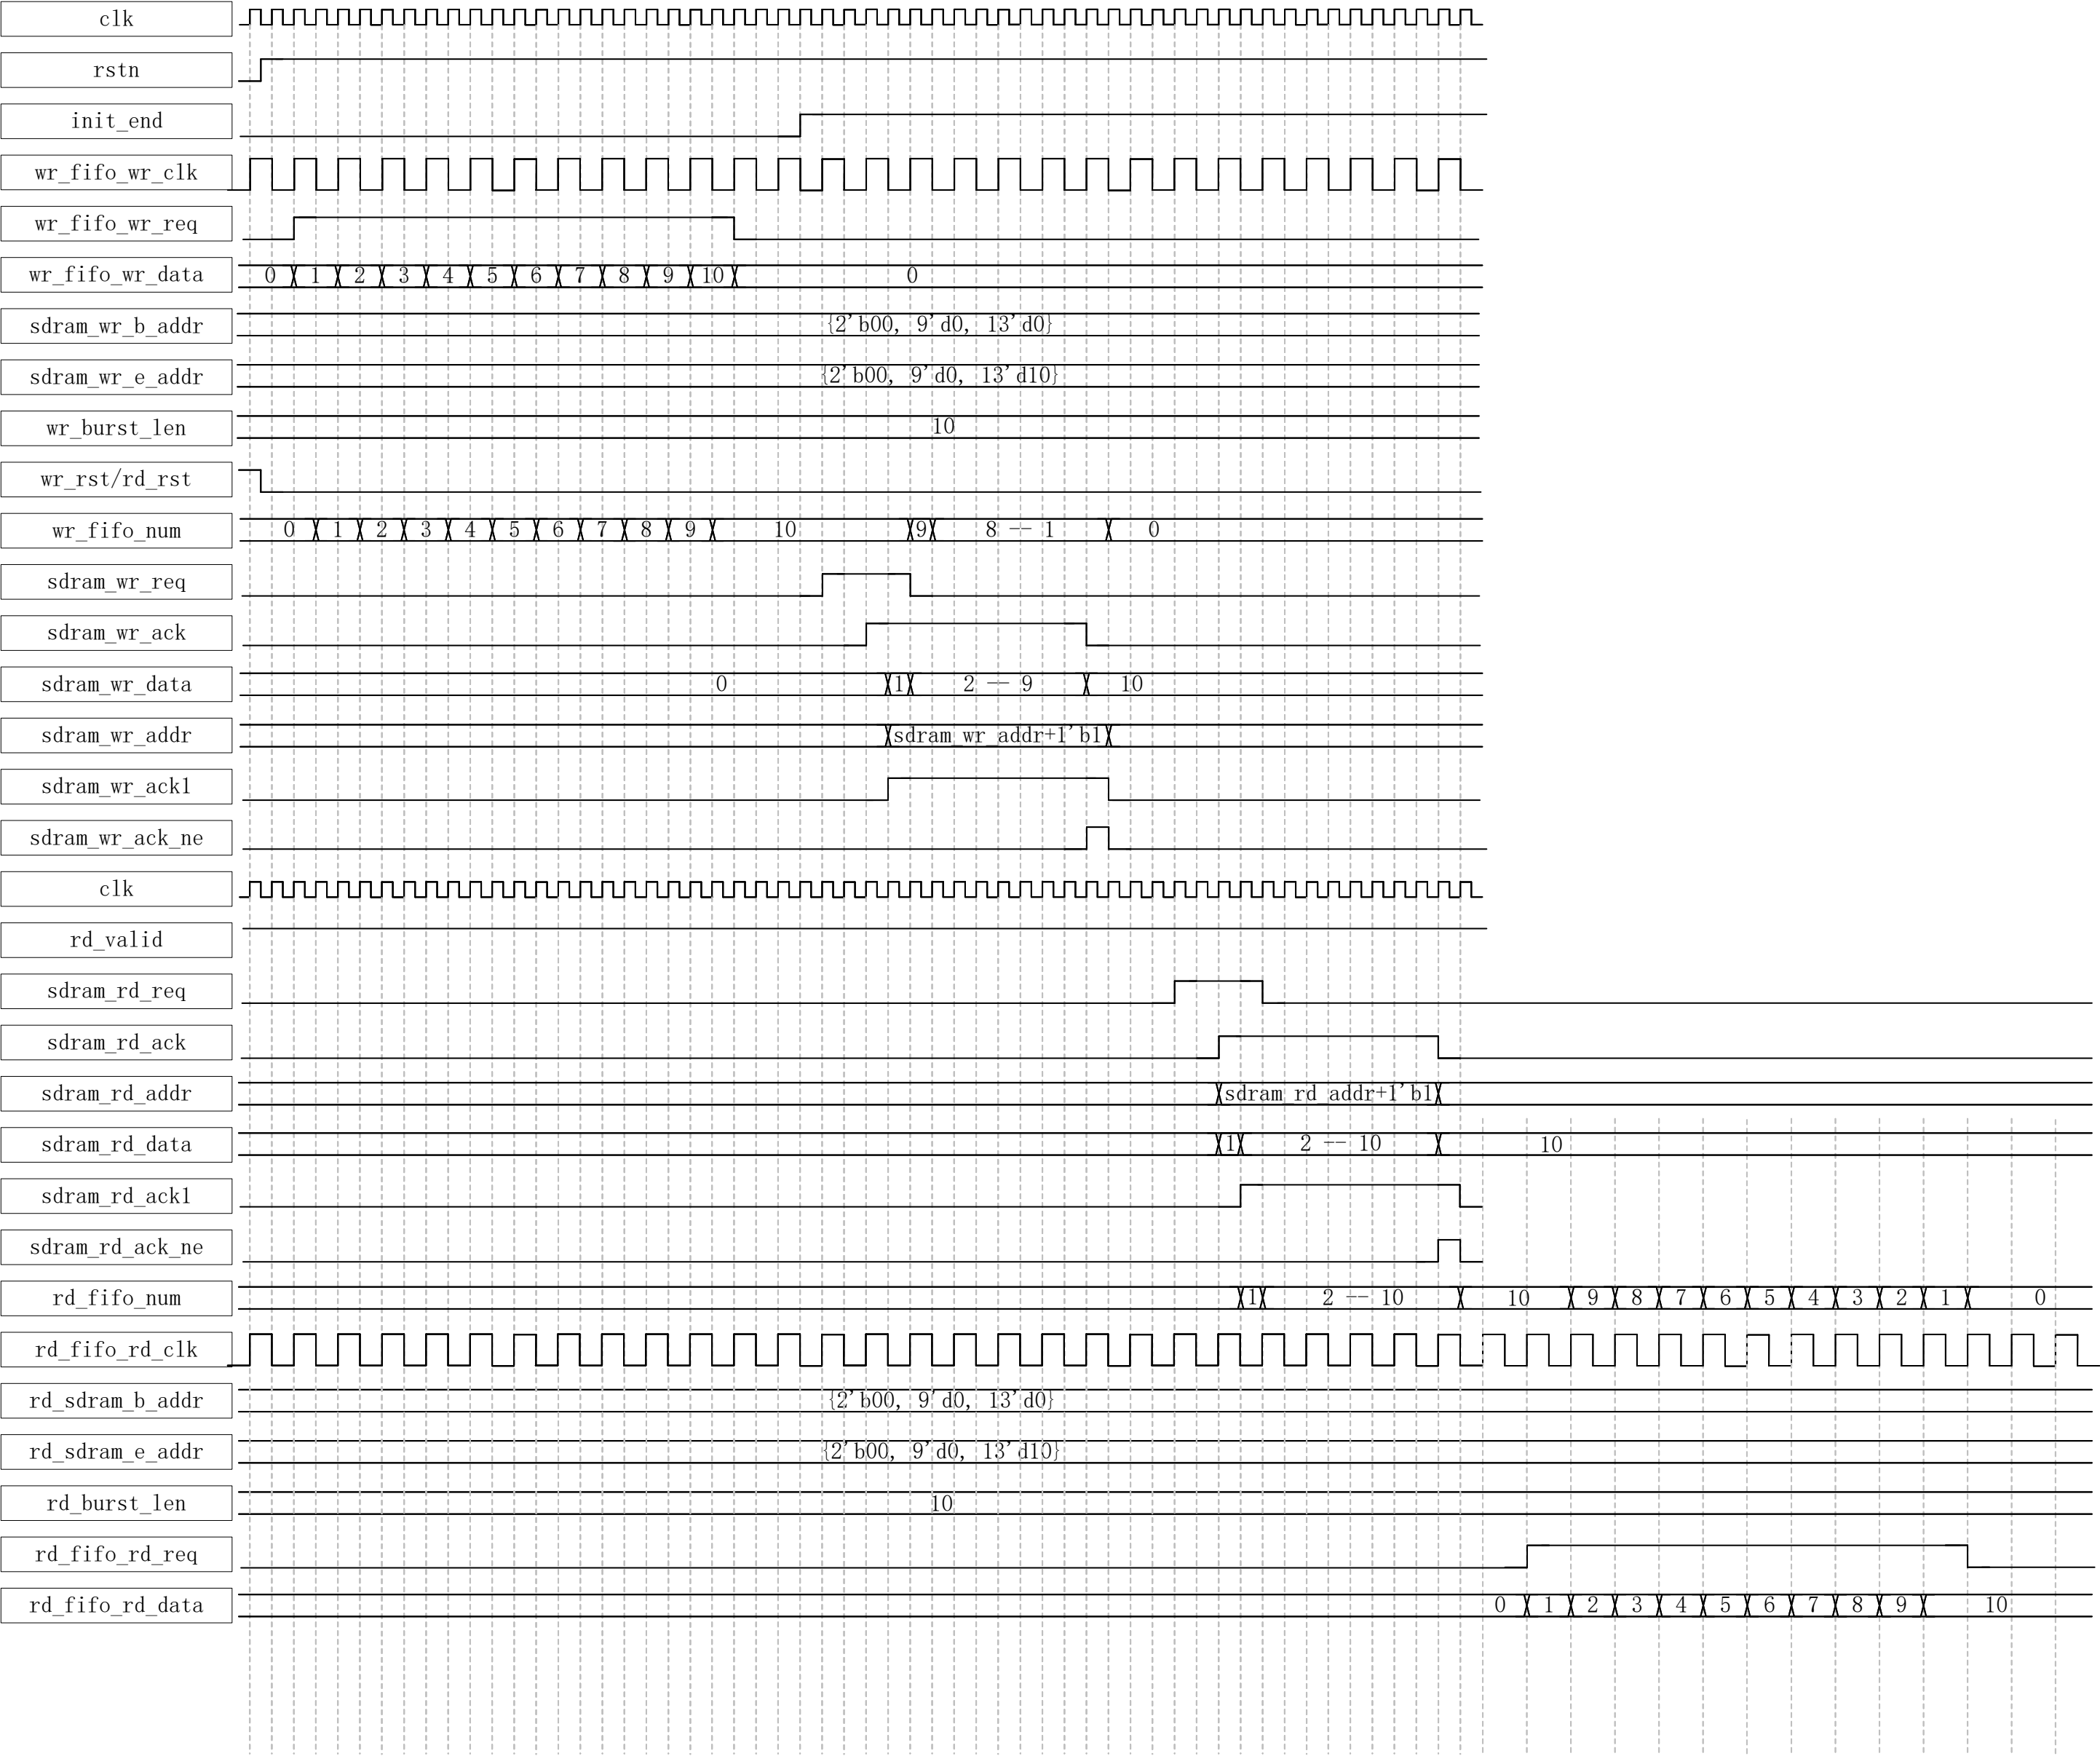 clk
rstn
init_end
wr_fifo_wr_clk
wr_fifo_wr_req
wr_fifo_wr_data 0 1 2 3 4 5 6 7 8 9 10 0
sdram_wr_b_addr {2'b00, 9'd0, 13'd0}
sdram_wr_e_addr {2'b00, 9'd0, 13'd10}
wr_burst_len 10
wr_rst/rd_rst
wr_fifo_num 0 1 2 3 4 5 6 7 8 9 10 9 8 -- 1 0
sdram_wr_req
sdram_wr_ack
sdram_wr_data 0 1 2 -- 9 10
sdram_wr_addr sdram_wr_addr+1'b1
sdram_wr_ack1
sdram_wr_ack_ne
clk
rd_valid
sdram_rd_req
sdram_rd_ack
sdram_rd_addr sdram_rd_addr+1'b1
sdram_rd_data 1 2 -- 10 10
sdram_rd_ack1
sdram_rd_ack_ne
rd_fifo_num 1 2 -- 10 10 9 8 7 6 5 4 3 2 1 0
rd_fifo_rd_clk
rd_sdram_b_addr {2'b00, 9'd0, 13'd0}
rd_sdram_e_addr {2'b00, 9'd0, 13'd10}
rd_burst_len 10
rd_fifo_rd_req
rd_fifo_rd_data 0 1 2 3 4 5 6 7 8 9 10